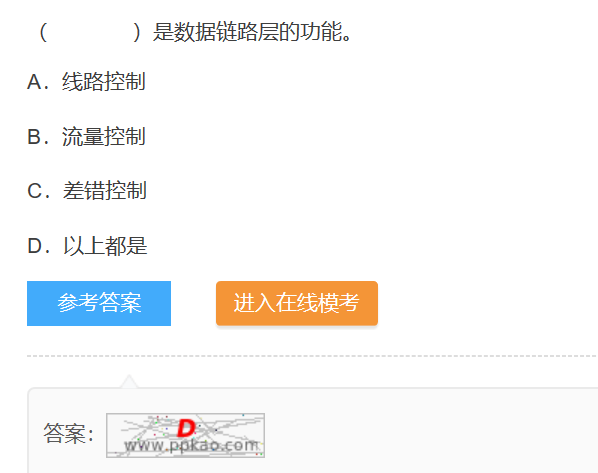 （　　　　）是数据链路层的功能。
A．线路控制
B．流量控制
C．差错控制
D．以上都是
参考答案 进入在线模考
答案： D
www.ppkao.com